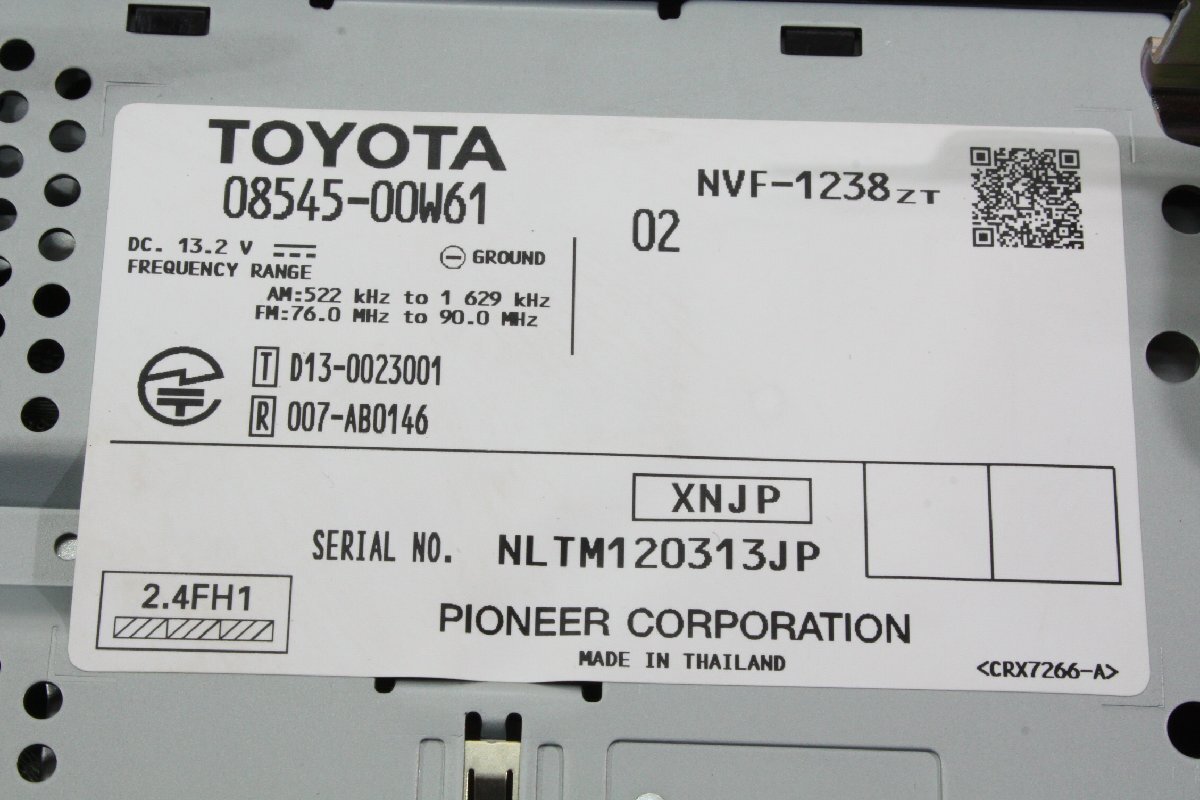 TOYOTA
08545-00W61
NVF-1238ZT
02
DC. 13.2 V
GROUND
FREQUENCY RANGE
AM:522 kHz to 1 629 kHz
FM:76.0 MHz to 90.0 MHz
T D13-0023001
R 007-AB0146
XNJP
SERIAL NO. NLTM120313JP
2.4FH1
PIONEER CORPORATION
MADE IN THAILAND
<CRX7266-A>